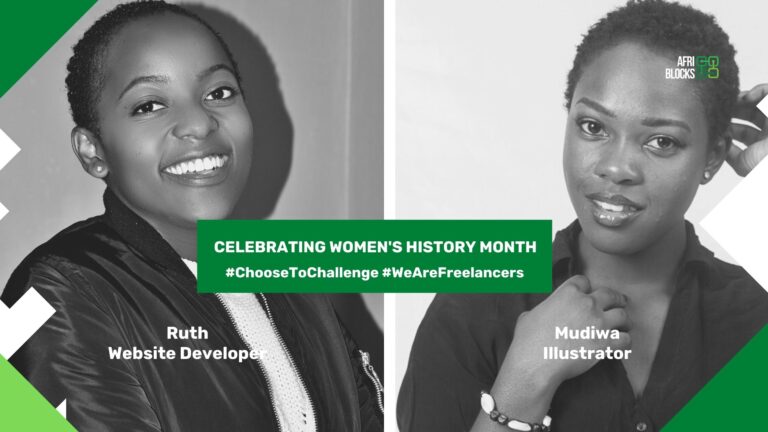 AFRI
BLOCKS
CELEBRATING WOMEN'S HISTORY MONTH
#ChooseToChallenge #WeAreFreelancers
Ruth
Website Developer
Mudiwa
Illustrator